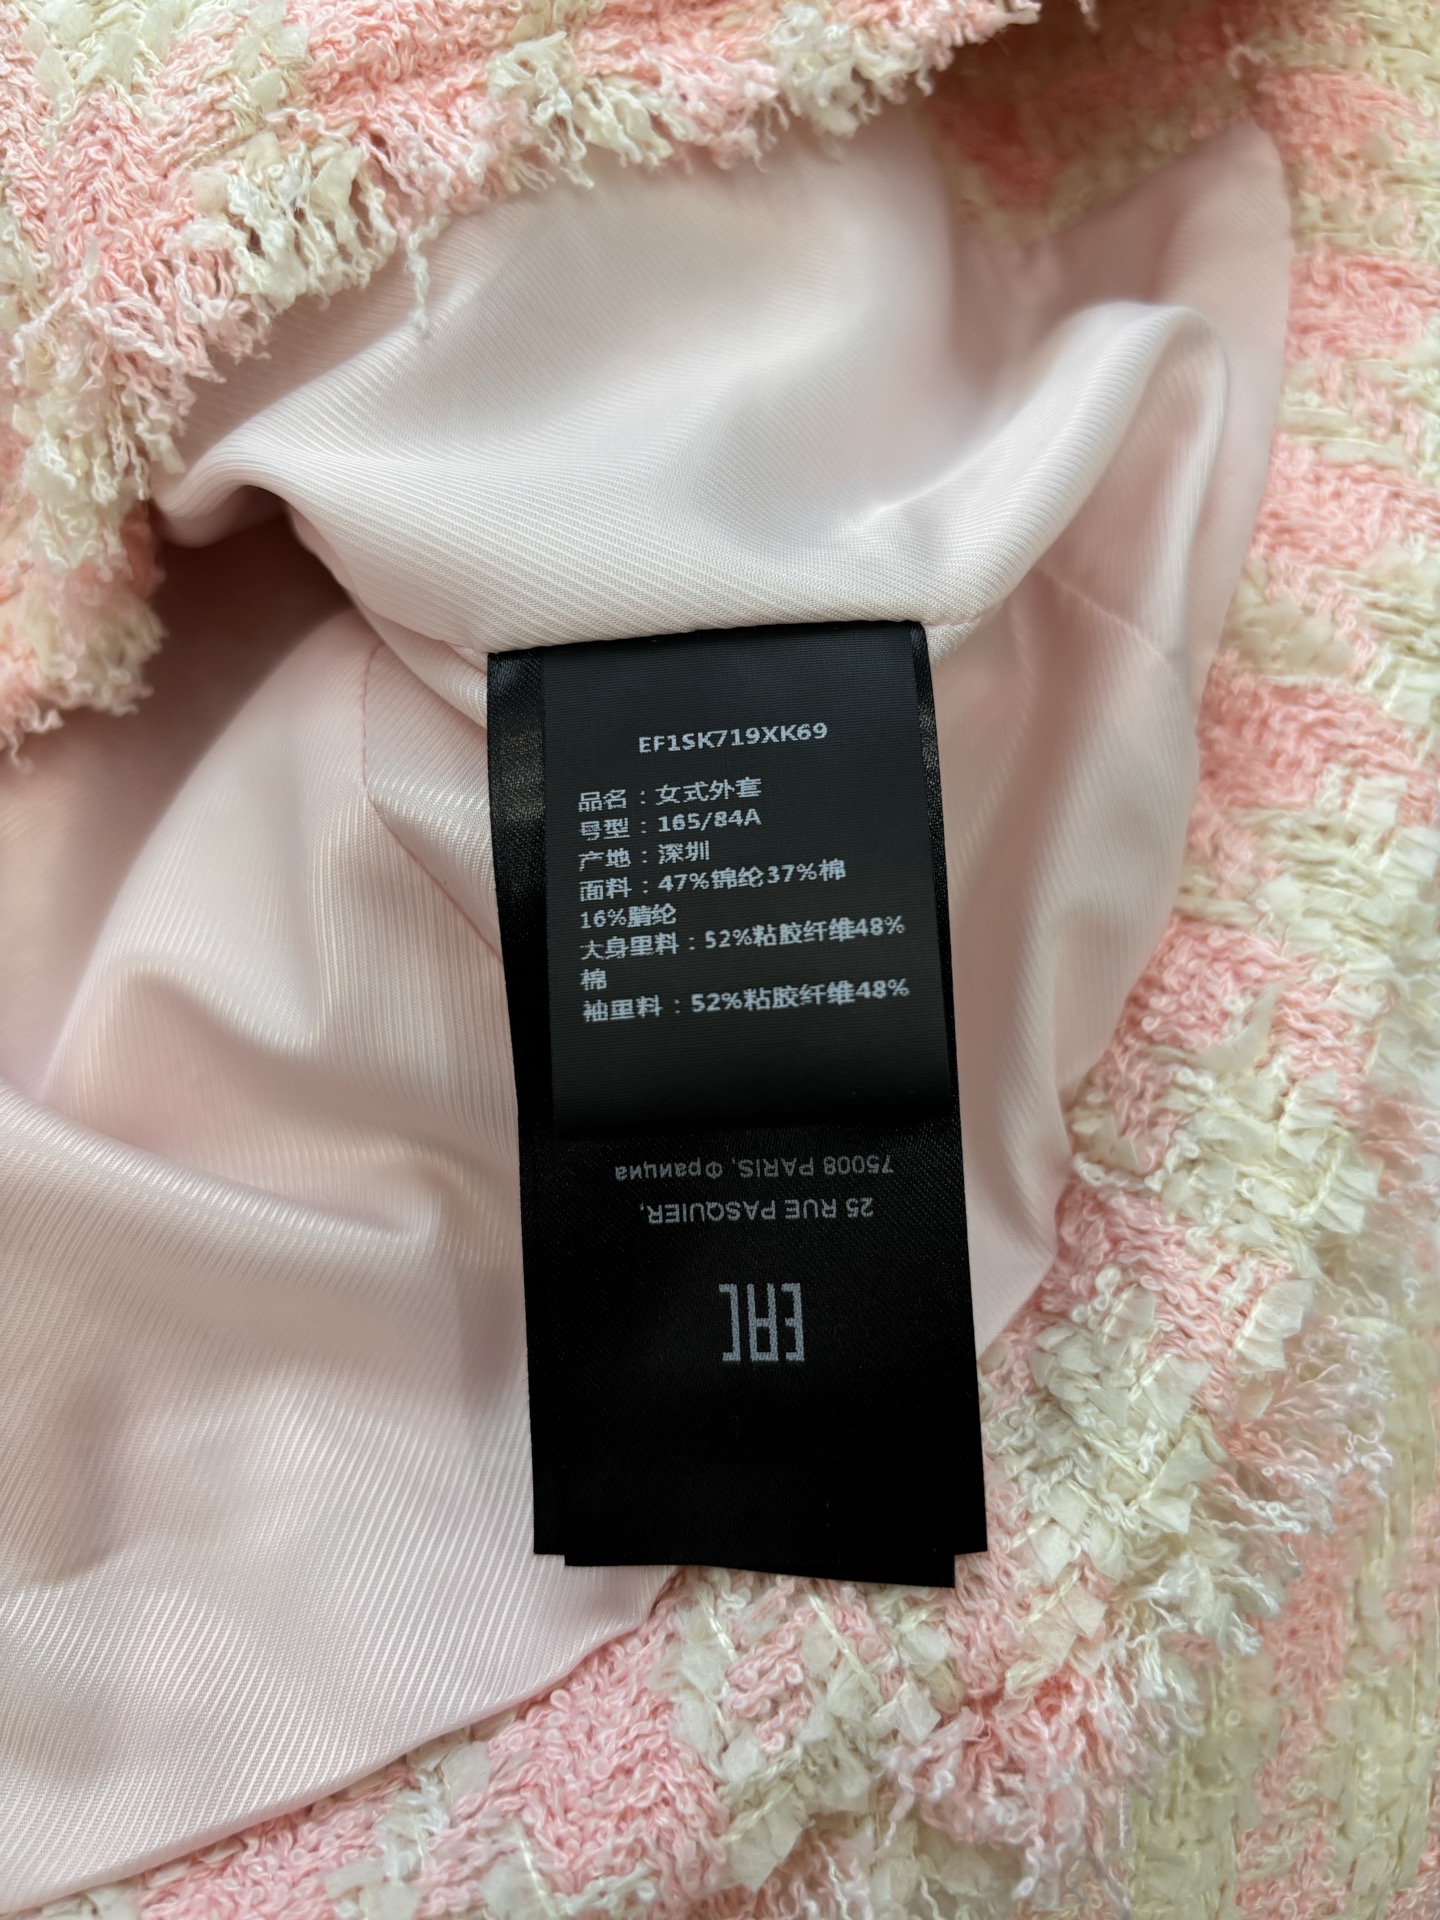 EF1SK719XK69
品名：女式外套
号型：165/84A
产地：深圳
面料：47%锦纶37%棉
16%腈纶
大身里料：52%粘胶纤维48%
棉
袖里料：52%粘胶纤维48%
EAC
25 RUE PASQUIER,
75008 PARIS, Франция